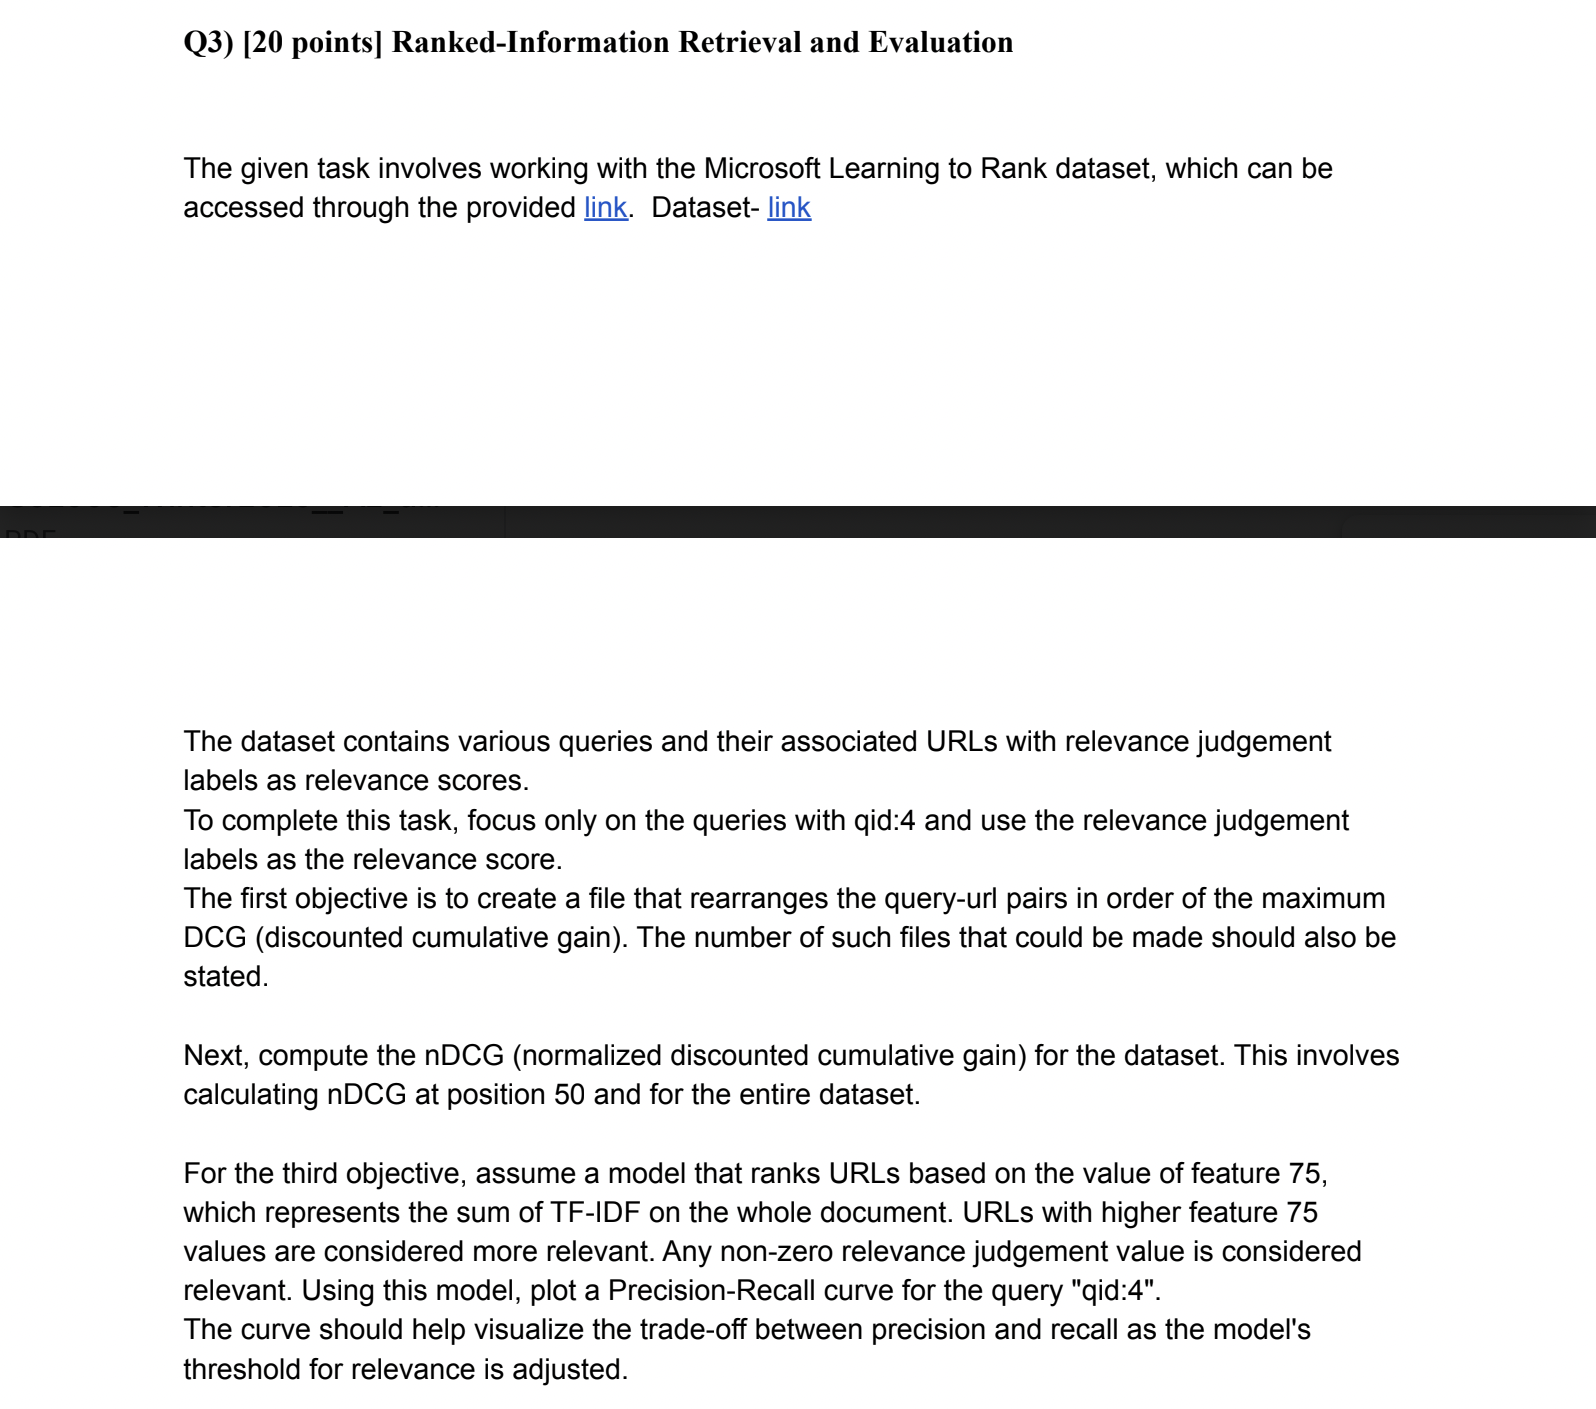 Q3) [20 points] Ranked-Information Retrieval and Evaluation
The given task involves working with the Microsoft Learning to Rank dataset, which can be
accessed through the provided link.  Dataset- link
The dataset contains various queries and their associated URLs with relevance judgement
labels as relevance scores.
To complete this task, focus only on the queries with qid:4 and use the relevance judgement
labels as the relevance score.
The first objective is to create a file that rearranges the query-url pairs in order of the maximum
DCG (discounted cumulative gain). The number of such files that could be made should also be
stated.
Next, compute the nDCG (normalized discounted cumulative gain) for the dataset. This involves
calculating nDCG at position 50 and for the entire dataset.
For the third objective, assume a model that ranks URLs based on the value of feature 75,
which represents the sum of TF-IDF on the whole document. URLs with higher feature 75
values are considered more relevant. Any non-zero relevance judgement value is considered
relevant. Using this model, plot a Precision-Recall curve for the query "qid:4".
The curve should help visualize the trade-off between precision and recall as the model's
threshold for relevance is adjusted.